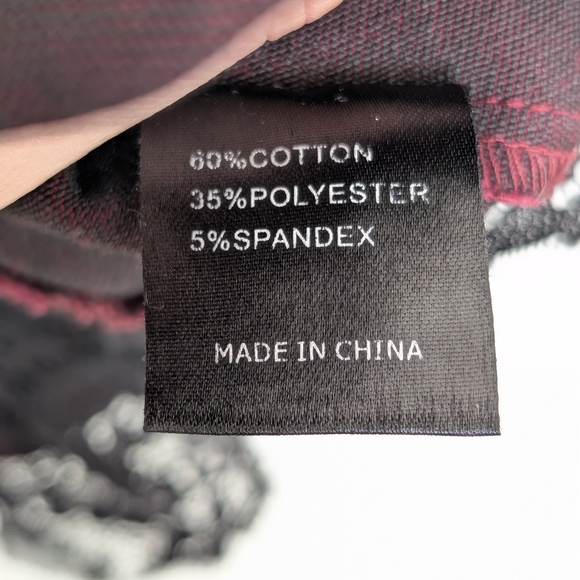 60%COTTON
35%POLYESTER
5%SPANDEX
MADE IN CHINA